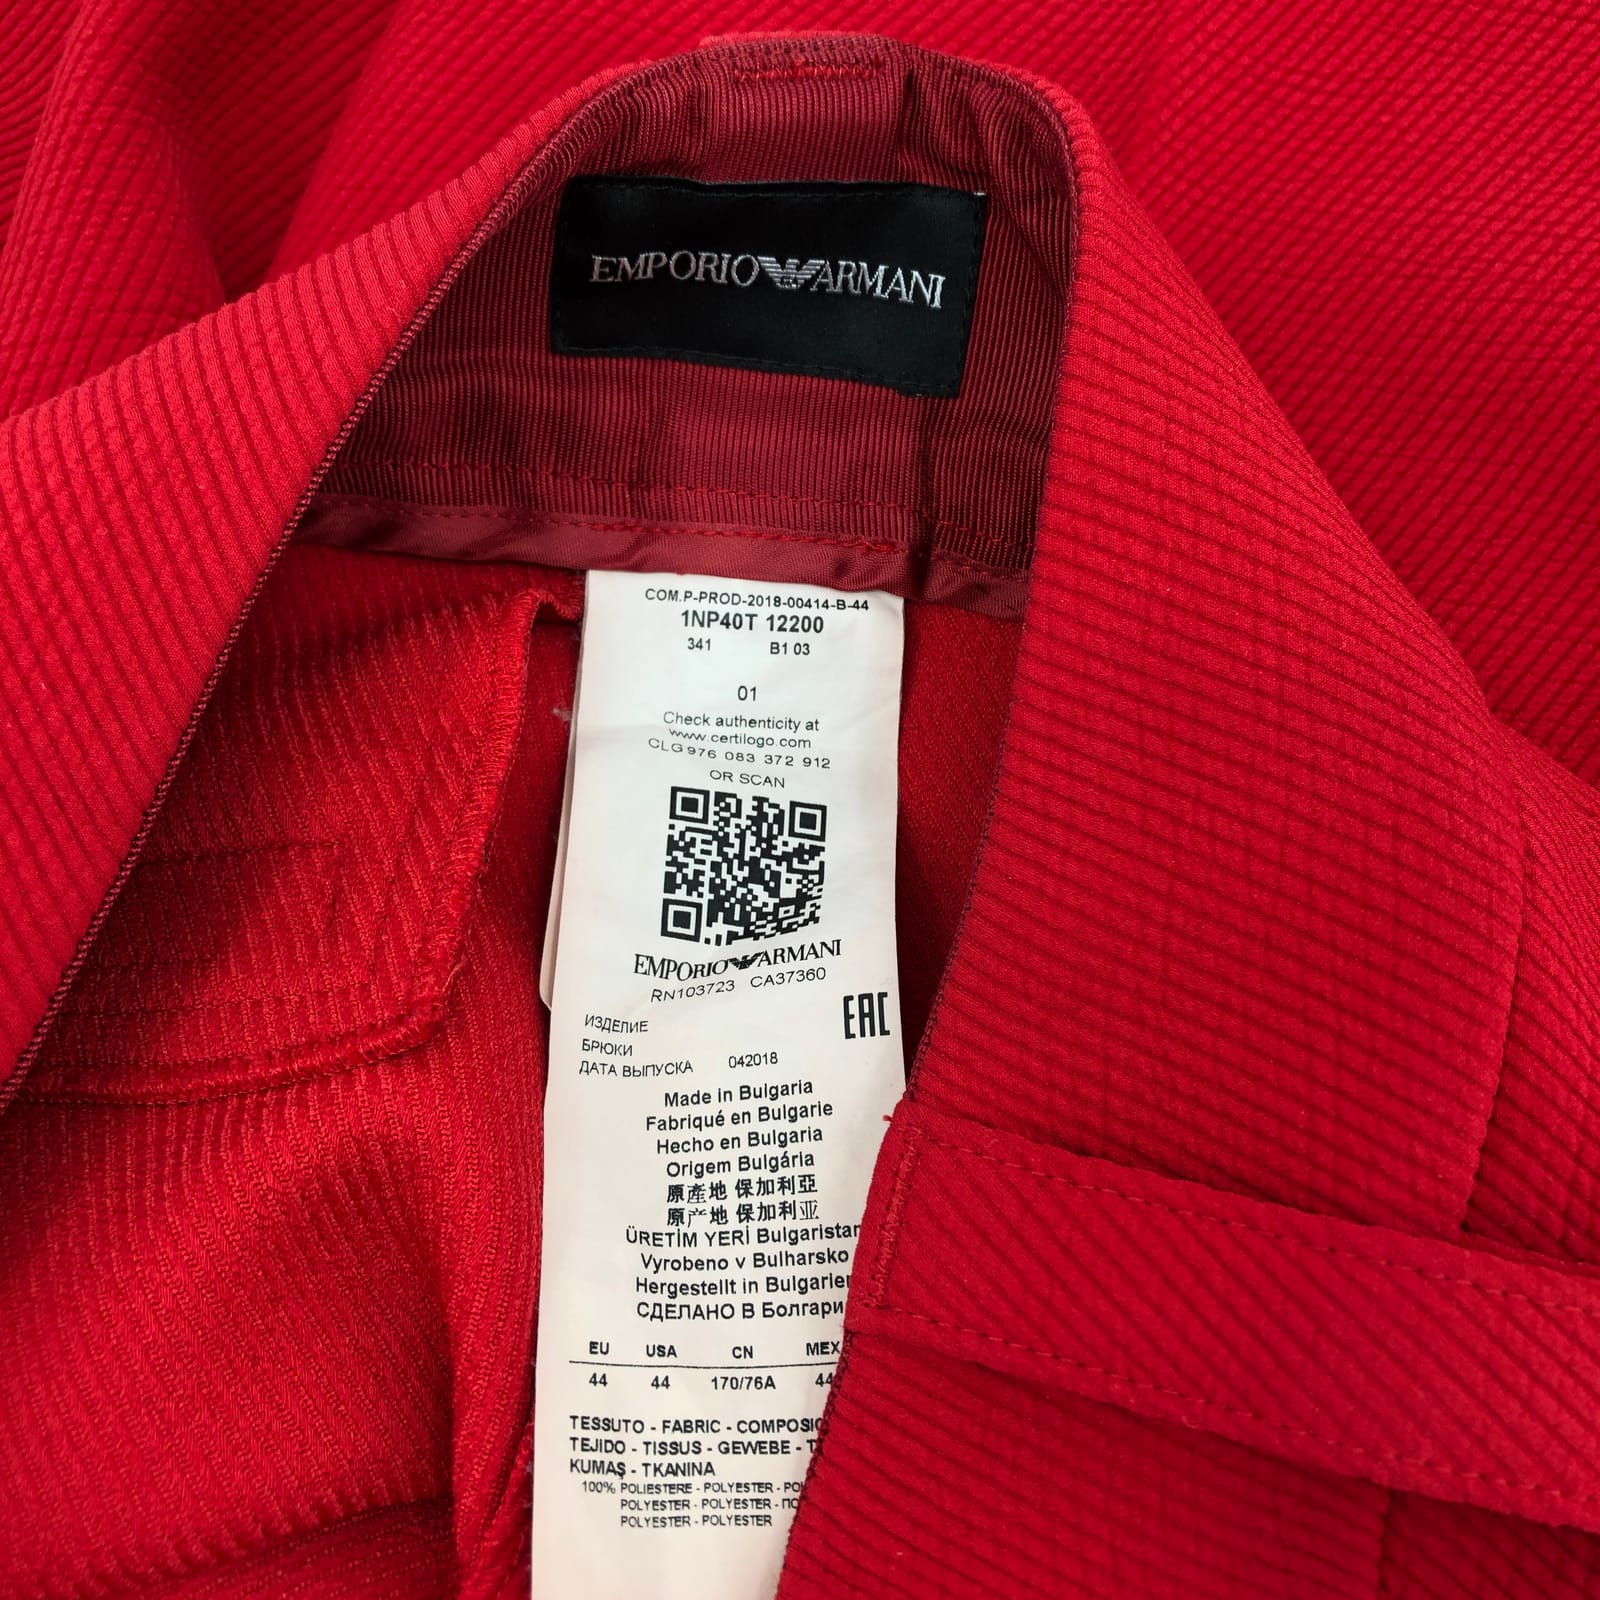 EMPORIO ARMANI
COM.P-PROD-2018-00414-B-44
1NP40T 12200
341 B1 03
01
Check authenticity at
www.certilogo.com
CLG 976 083 372 912
OR SCAN
EMPORIO ARMANI
RN103723 CA37360
EAC
ИЗДЕЛИЕ
БРЮКИ
ДАТА ВЫПУСКА 042018
Made in Bulgaria
Fabriqué en Bulgarie
Hecho en Bulgaria
Origem Bulgária
原產地 保加利亞
原产地 保加利亚
ÜRETİM YERİ Bulgaristan
Vyrobeno v Bulharsko
Hergestellt in Bulgarien
СДЕЛАНО В Болгари
EU USA CN MEX
44 44 170/76A 44
TESSUTO - FABRIC - COMPOSIC
TEJIDO - TISSUS - GEWEBE - T
KUMAŞ - TKANINA
100% POLIESTERE - POLYESTER - PO
POLYESTER - POLYESTER - ПО
POLYESTER - POLYESTER